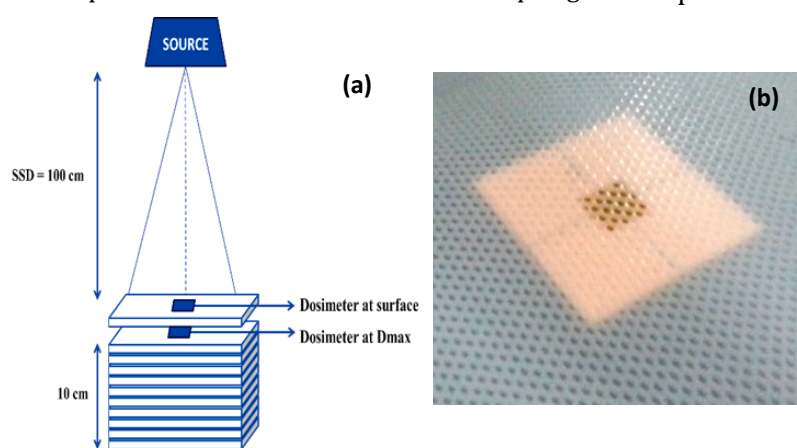 SOURCE
(a)
(b)
SSD = 100 cm
Dosimeter at surface
Dosimeter at Dmax
10 cm